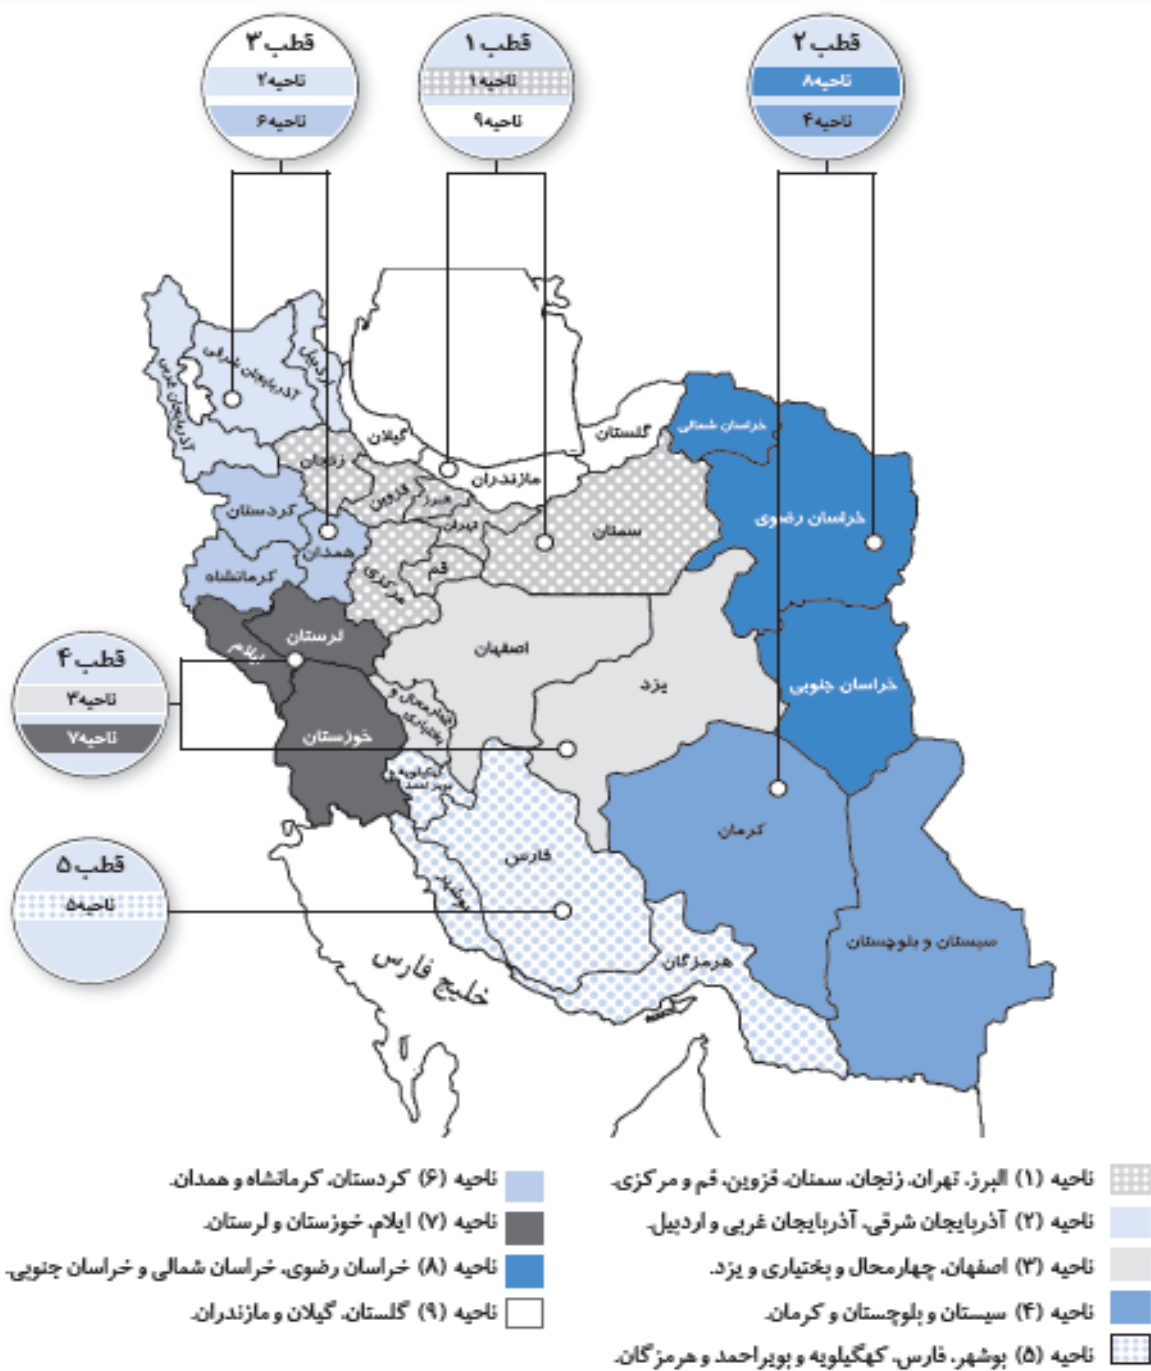 قطب ۳
ناحیه۲
ناحیه۶
قطب ۱
ناحیه۱
ناحیه۹
قطب ۲
ناحیه۸
ناحیه۴
اردبیل
آذربایجان شرقی
آذربایجان غربی
گیلان
گلستان
مازندران
خراسان شمالی
زنجان
قزوین
البرز
تهران
سمنان
خراسان رضوی
کردستان
همدان
کرمانشاه
مرکزی
قم
لرستان
ایلام
اصفهان
یزد
خراسان جنوبی
قطب ۴
ناحیه۳
ناحیه۷
خوزستان
چهارمحال و
بختیاری
کهگیلویه و
بویراحمد
کرمان
قطب ۵
ناحیه۵
فارس
بوشهر
هرمزگان
سیستان و بلوچستان
خلیج فارس
ناحیه (۱) البرز، تهران، زنجان، سمنان، قزوین، قم و مرکزی.
ناحیه (۲) آذربایجان شرقی، آذربایجان غربی و اردبیل.
ناحیه (۳) اصفهان، چهارمحال و بختیاری و یزد.
ناحیه (۴) سیستان و بلوچستان و کرمان.
ناحیه (۵) بوشهر، فارس، کهگیلویه و بویراحمد و هرمزگان.
ناحیه (۶) کردستان، کرمانشاه و همدان.
ناحیه (۷) ایلام، خوزستان و لرستان.
ناحیه (۸) خراسان رضوی، خراسان شمالی و خراسان جنوبی.
ناحیه (۹) گلستان، گیلان و مازندران.